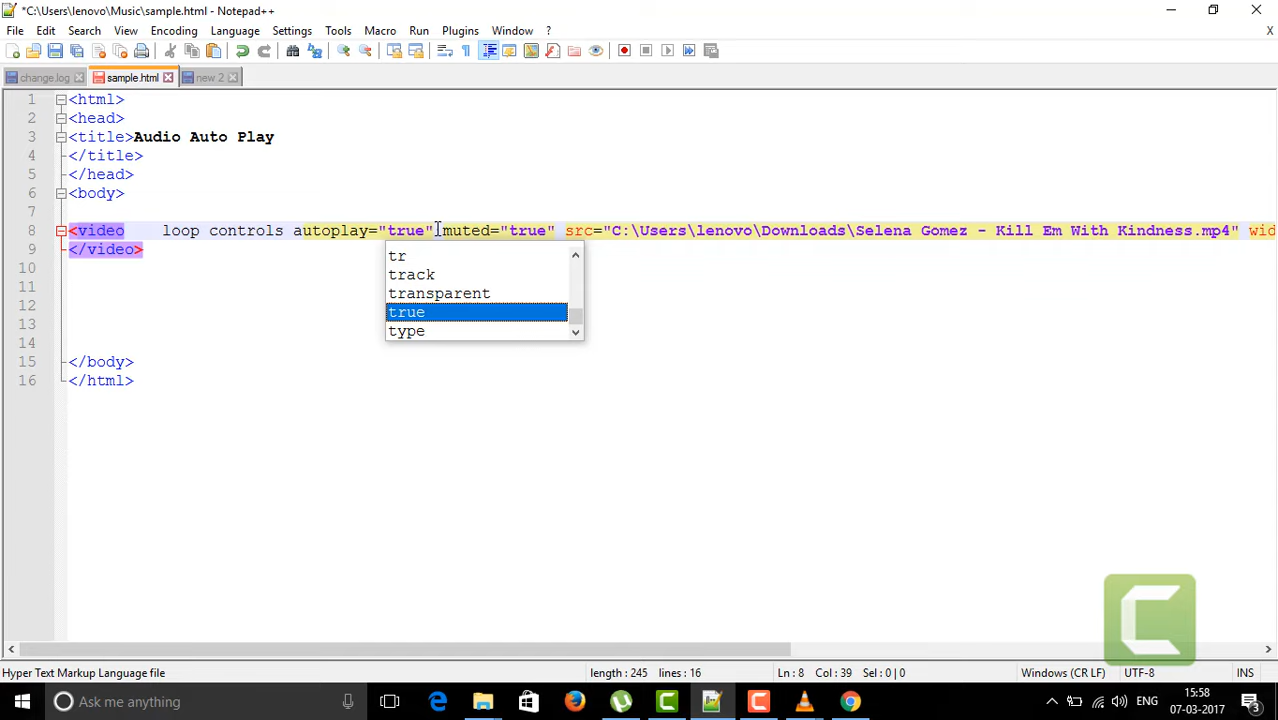 *C:\Users\lenovo\Music\sample.html - Notepad++
File Edit Search View Encoding Language Settings Tools Macro Run Plugins Window ? X
change.log sample.html new 2
1 <html>
2 <head>
3 <title>Audio Auto Play
4 </title>
5 </head>
6 <body>
7
8 <video loop controls autoplay="true" muted="true" src="C:\Users\lenovo\Downloads\Selena Gomez - Kill Em With Kindness.mp4" wid
9 </video>
tr
10
track
11
transparent
12
true
13
type
14
15 </body>
16 </html>
Hyper Text Markup Language file length : 245 lines : 16 Ln : 8 Col : 39 Sel : 0 | 0 Windows (CR LF) UTF-8 INS
Ask me anything
ENG
15:58
07-03-2017
3